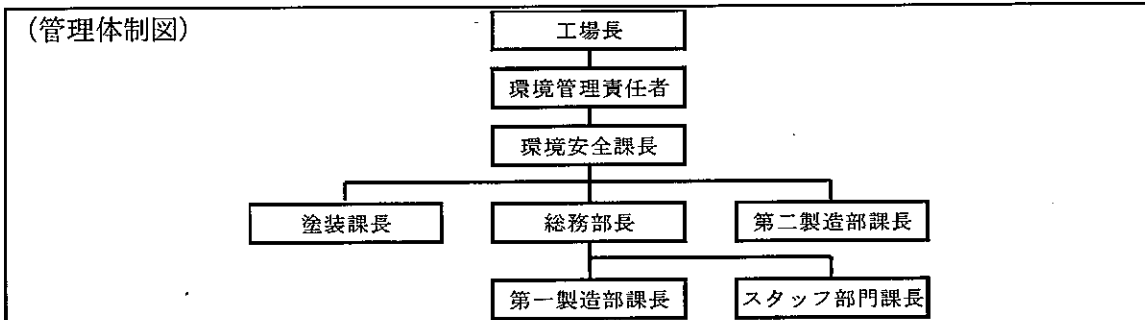 （管理体制図）
工場長
環境管理責任者
環境安全課長
塗装課長
総務部長
第二製造部課長
第一製造部課長
スタッフ部門課長